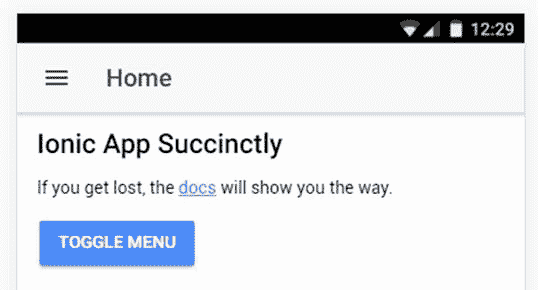 12:29
Home
Ionic App Succinctly
If you get lost, the docs will show you the way.
TOGGLE MENU